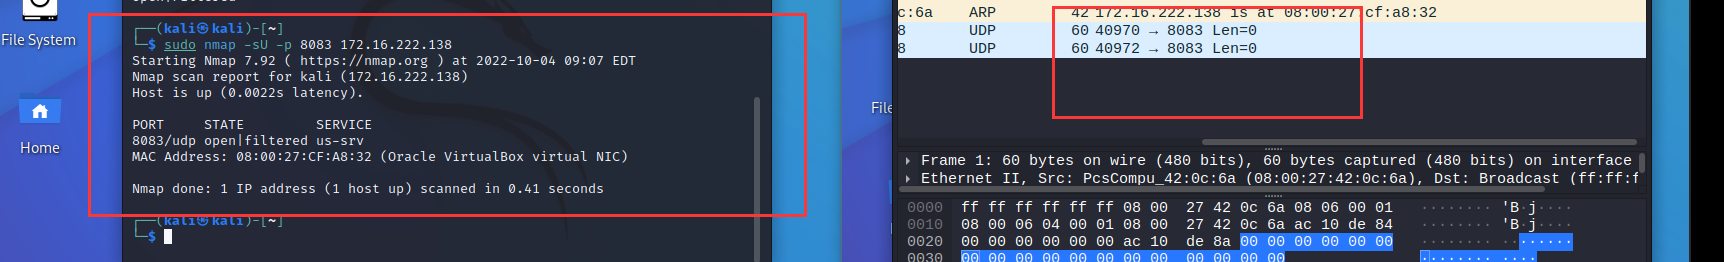 File System
Home
┌──(kali㉿kali)-[~]
└─$ sudo nmap -sU -p 8083 172.16.222.138
Starting Nmap 7.92 ( https://nmap.org ) at 2022-10-04 09:07 EDT
Nmap scan report for kali (172.16.222.138)
Host is up (0.0022s latency).
PORT     STATE         SERVICE
8083/udp open|filtered us-srv
MAC Address: 08:00:27:CF:A8:32 (Oracle VirtualBox virtual NIC)
Nmap done: 1 IP address (1 host up) scanned in 0.41 seconds
┌──(kali㉿kali)-[~]
└─$
File
c:6a ARP 42 172.16.222.138 is at 08:00:27:cf:a8:32
8 UDP 60 40970 → 8083 Len=0
8 UDP 60 40972 → 8083 Len=0
Frame 1: 60 bytes on wire (480 bits), 60 bytes captured (480 bits) on interface
Ethernet II, Src: PcsCompu_42:0c:6a (08:00:27:42:0c:6a), Dst: Broadcast (ff:ff:f
0000 ff ff ff ff ff ff 08 00 27 42 0c 6a 08 06 00 01 ········ 'B·j····
0010 08 00 06 04 00 01 08 00 27 42 0c 6a ac 10 de 84 ········ 'B·j····
0020 00 00 00 00 00 00 ac 10 de 8a 00 00 00 00 00 00 ········ ········
0030 00 00 00 00 00 00 00 00 00 00 00 00 ········ ····